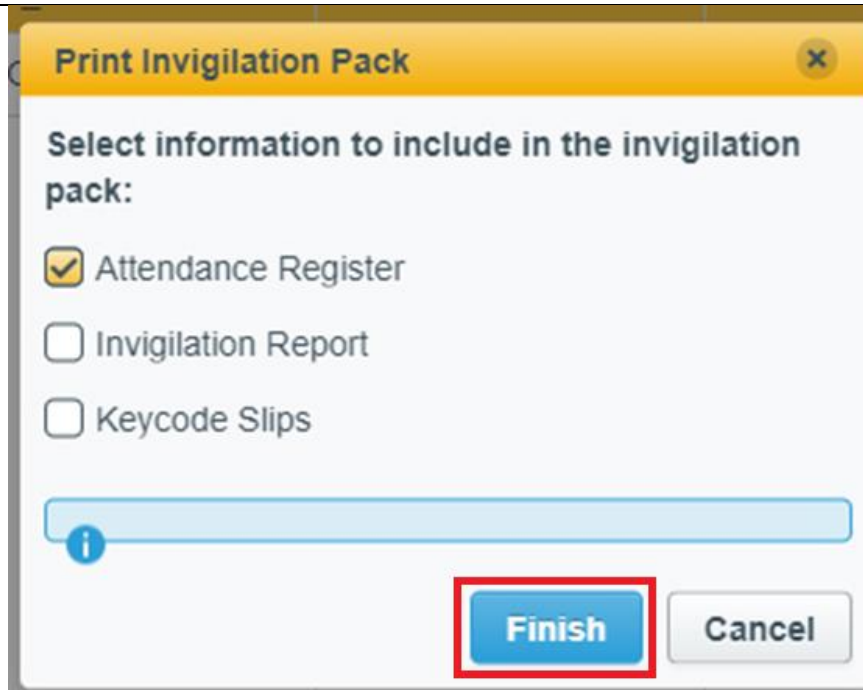 Print Invigilation Pack
Select information to include in the invigilation
pack:
Attendance Register
Invigilation Report
Keycode Slips
Finish
Cancel